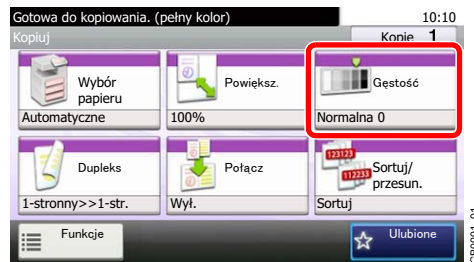 Gotowa do kopiowania. (pełny kolor)
10:10
Kopiuj
Kopie 1
Wybór
papieru
Automatyczne
Powiększ.
100%
Gęstość
Normalna 0
Dupleks
1-stronny>>1-str.
Połącz
Wył.
123123
112233
Sortuj/
przesun.
Sortuj
Funkcje
Ulubione